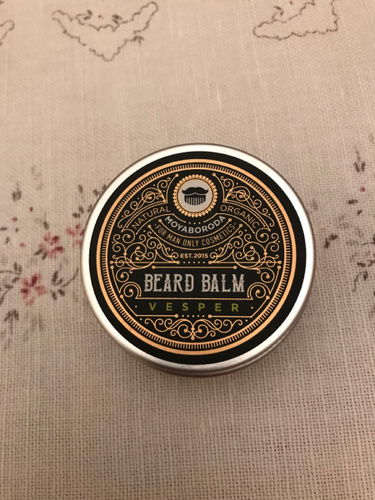 NATURAL ORGANIC
MOYABORODA
FOR MAN ONLY COSMETICS
EST.2015
BEARD BALM
VESPER